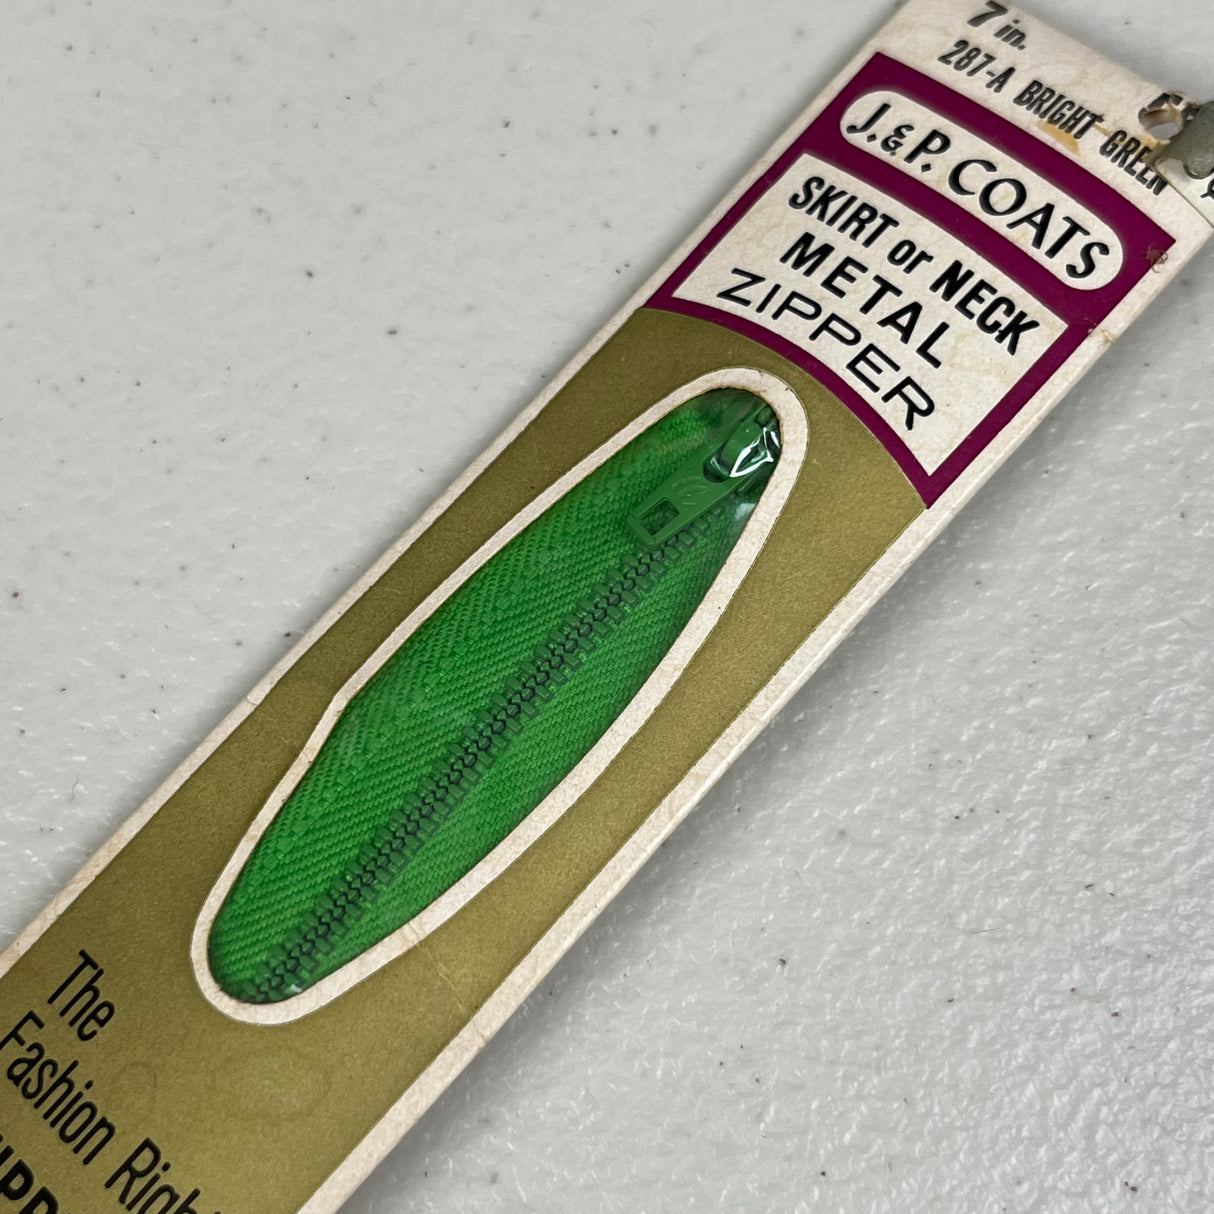 7 in.
287-A BRIGHT GREEN
J. & P. COATS
SKIRT or NECK
METAL
ZIPPER
The
Fashion Right